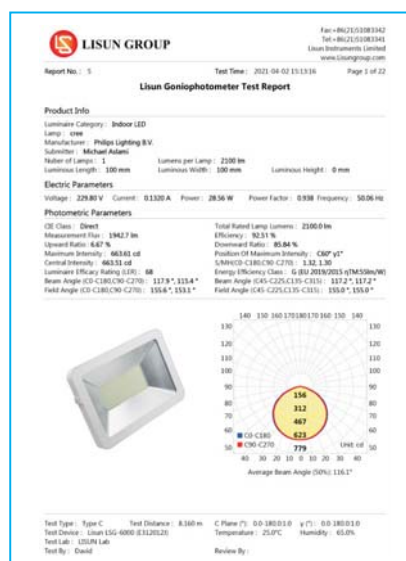 LISUN GROUP
Fac:+86(21)51083342
Tel:+86(21)51083341
Lisun Instruments Limited
www.Lisungroup.com
Report No. : 5 Test Time : 2021-04-02 15:13:16 Page 1 of 22
Lisun Goniophotometer Test Report
Product Info
Luminaire Category : Indoor LED
Lamp : cree
Manufacturer : Philips Lighting B.V.
Submitter : Michael Aslami
Nuber of Lamps : 1 Lumens per Lamp : 2100 lm
Luminous Length : 100 mm Luminous Width : 100 mm Luminous Height : 0 mm
Electric Parameters
Voltage : 229.80 V Current : 0.1320 A Power : 28.56 W Power Factor : 0.938 Frequency : 50.06 Hz
Photometric Parameters
CIE Class : Direct Total Rated Lamp Lumens : 2100.0 lm
Measurement Flux : 1942.7 lm Efficiency : 92.51 %
Upward Ratio : 6.67 % Downward Ratio : 85.84 %
Maximum Intensity : 663.61 cd Position Of Maximum Intensity : C60° γ1°
Central Intensity : 663.51 cd S/MH(C0-C180,C90-C270) : 1.32, 1.30
Luminaire Efficacy Rating (LER) : 68 Energy Efficiency Class : G (EU 2019/2015 ηTM:55lm/W)
Beam Angle (C0-C180,C90-C270) : 117.9 °, 115.4 ° Beam Angle (C45-C225,C135-C315) : 117.2 °, 117.2 °
Field Angle (C0-C180,C90-C270) : 155.6 °, 153.1 ° Field Angle (C45-C225,C135-C315) : 155.0 °, 155.0 °
140 150 160 170 180 170 160 150 140
130 130
120 120
110 110
100 100
90 90
156
80 80
312
70 70
467
60 60
C0-C180 623
C90-C270 779 Unit: cd
50 50
40 30 20 10 0 10 20 30 40
Average Beam Angle (50%): 116.1°
Test Type : Type C Test Distance : 8.160 m C Plane (°): 0.0-180.0:1.0 γ (°): 0.0-180.0:1.0
Test Device : Lisun LSG-6000 Temperature : 25.0°C Humidity : 65.0%
Test Lab : LISUN Lab
Test By : David Review By :